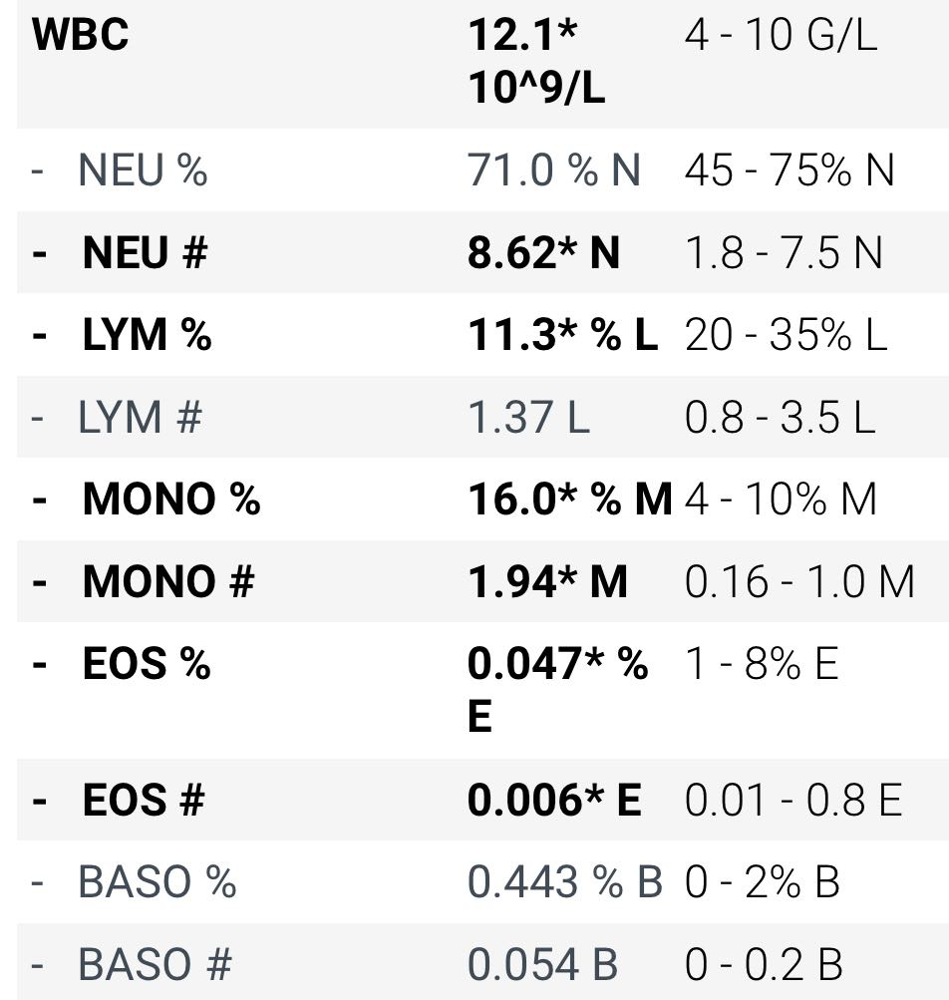 WBC 12.1* 4 - 10 G/L
10^9/L
- NEU % 71.0 % N 45 - 75% N
- NEU # 8.62* N 1.8 - 7.5 N
- LYM % 11.3* % L 20 - 35% L
- LYM # 1.37 L 0.8 - 3.5 L
- MONO % 16.0* % M 4 - 10% M
- MONO # 1.94* M 0.16 - 1.0 M
- EOS % 0.047* % 1 - 8% E
E
- EOS # 0.006* E 0.01 - 0.8 E
- BASO % 0.443 % B 0 - 2% B
- BASO # 0.054 B 0 - 0.2 B